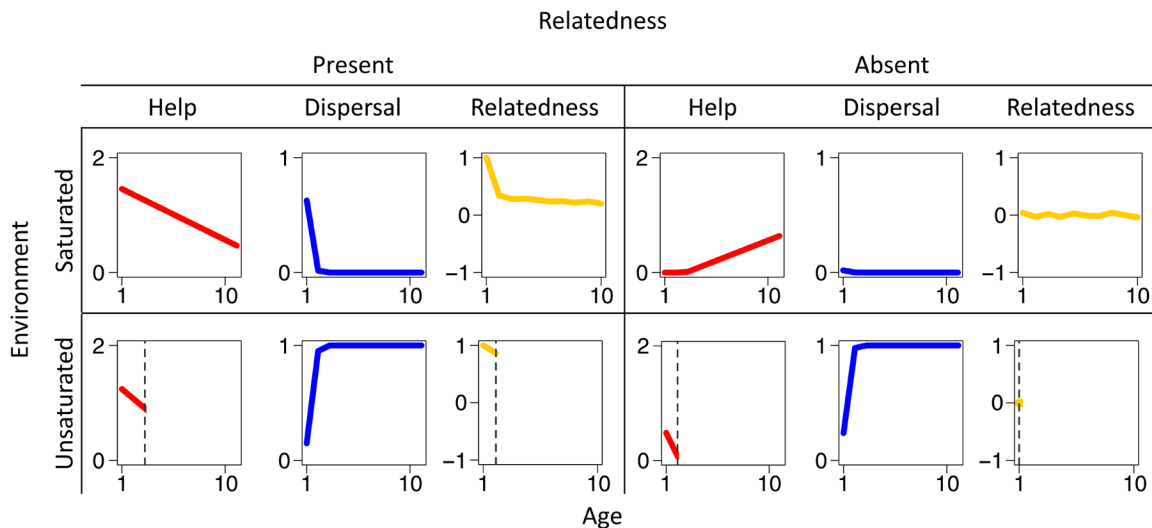 Relatedness
Present Absent
Help Dispersal Relatedness Help Dispersal Relatedness
Environment
Saturated
2 0 1 10
1 0 1 10
1 0 −1 1 10
2 0 1 10
1 0 1 10
1 0 −1 1 10
Unsaturated
2 0 1 10
1 0 1 10
1 0 −1 1 10
2 0 1 10
1 0 1 10
1 0 −1 1 10
Age